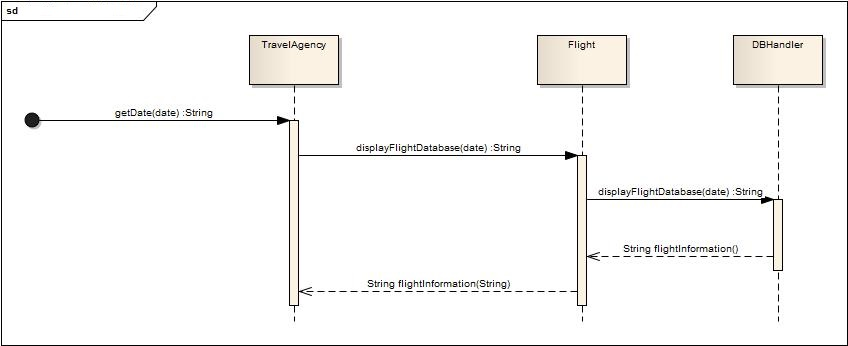 sd
TravelAgency
Flight
DBHandler
getDate(date) :String
displayFlightDatabase(date) :String
displayFlightDatabase(date) :String
String flightInformation()
String flightInformation(String)